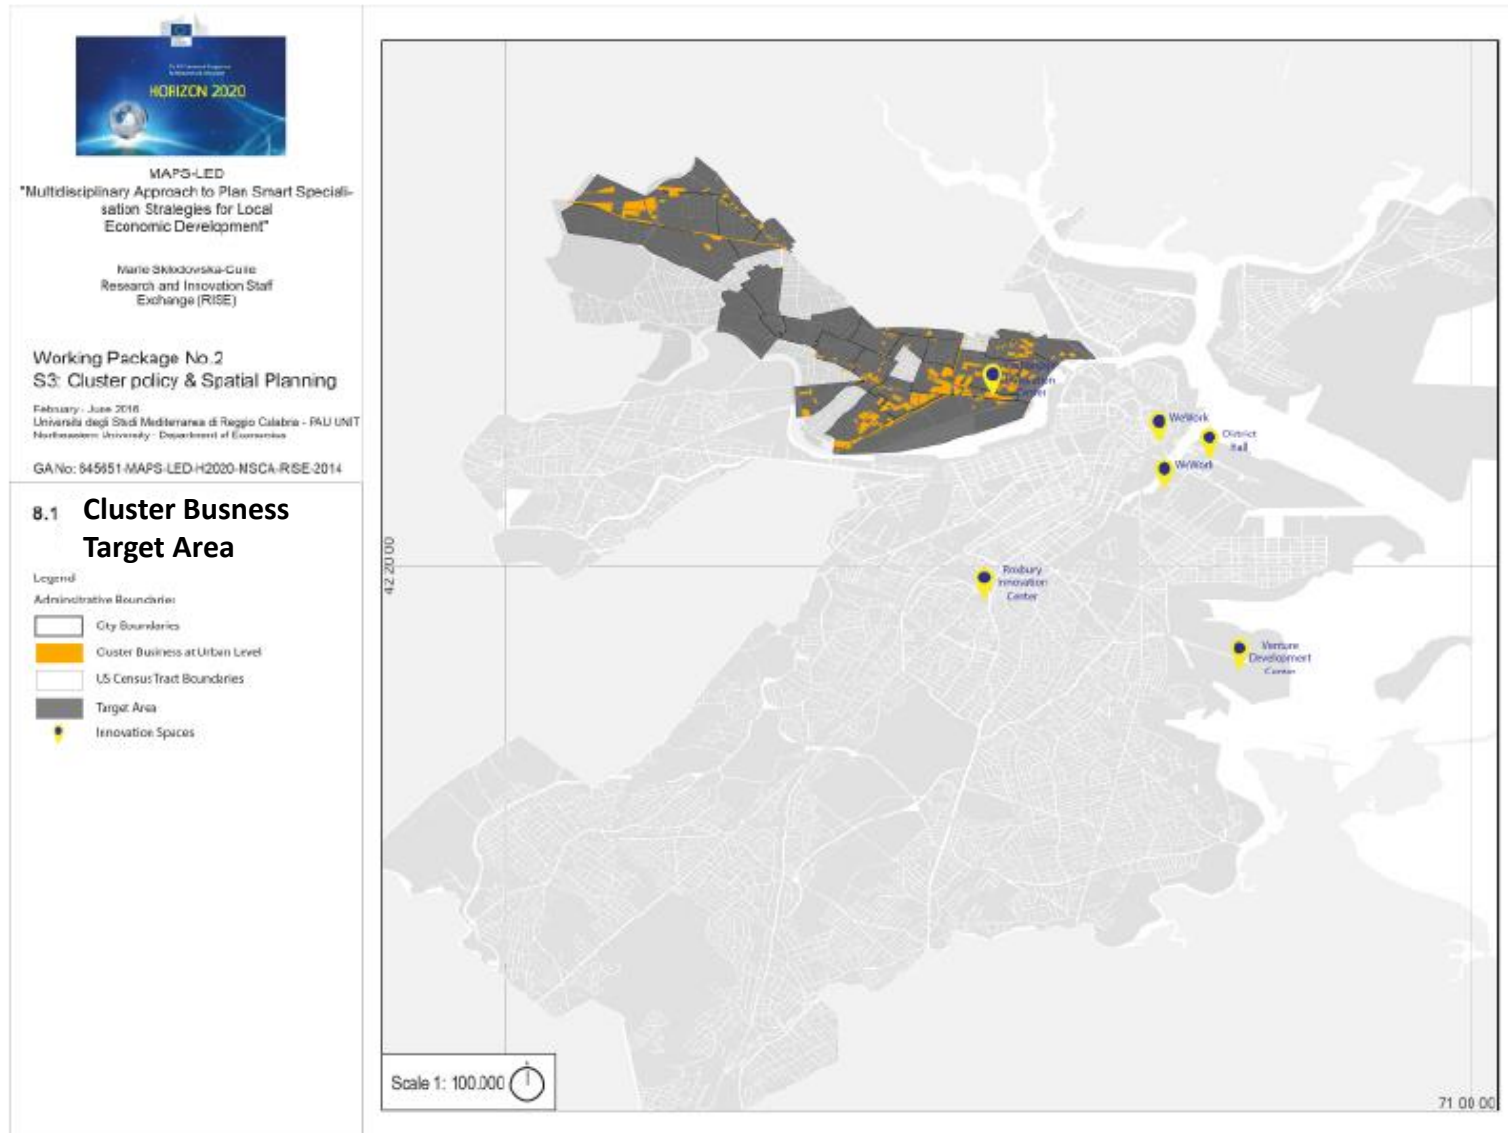 HORIZON 2020
MAPS-LED
"Multidisciplinary Approach to Plan Smart Speciali-
sation Strategies for Local
Economic Development"
Marie Sklodovska-Curie
Research and Innovation Staff
Exchange (RISE)
Working Package No.2
S3: Cluster policy & Spatial Planning
February - June 2016
Università degli Studi Mediterranea di Reggio Calabria - PAU UNIT
Northeastern University - Department of Economics
GA No: 645651-MAPS-LED-H2020-MSCA-RISE-2014
8.1 Cluster Busness
Target Area
Legend
Adminsitrative Boundaries
City Boundaries
Custer Business at Urban Level
US Census Tract Boundaries
Target Area
Innovation Spaces
Innovation
Center
WeWork
District
Hall
WeWork
42 20 00
Roxbury
Innovation
Center
Venture
Development
Center
Scale 1: 100.000
71 00 00